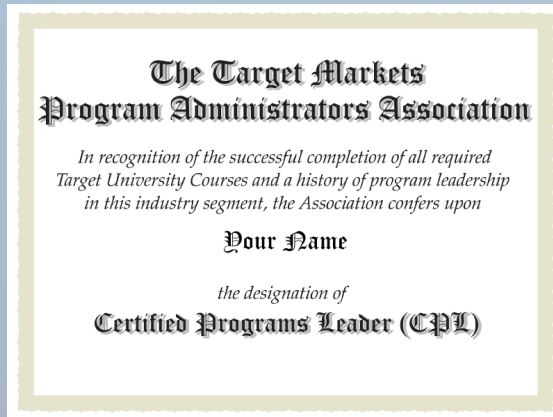 The Target Markets
Program Administrators Association
In recognition of the successful completion of all required
Target University Courses and a history of program leadership
in this industry segment, the Association confers upon
Your Name
the designation of
Certified Programs Leader (CPL)